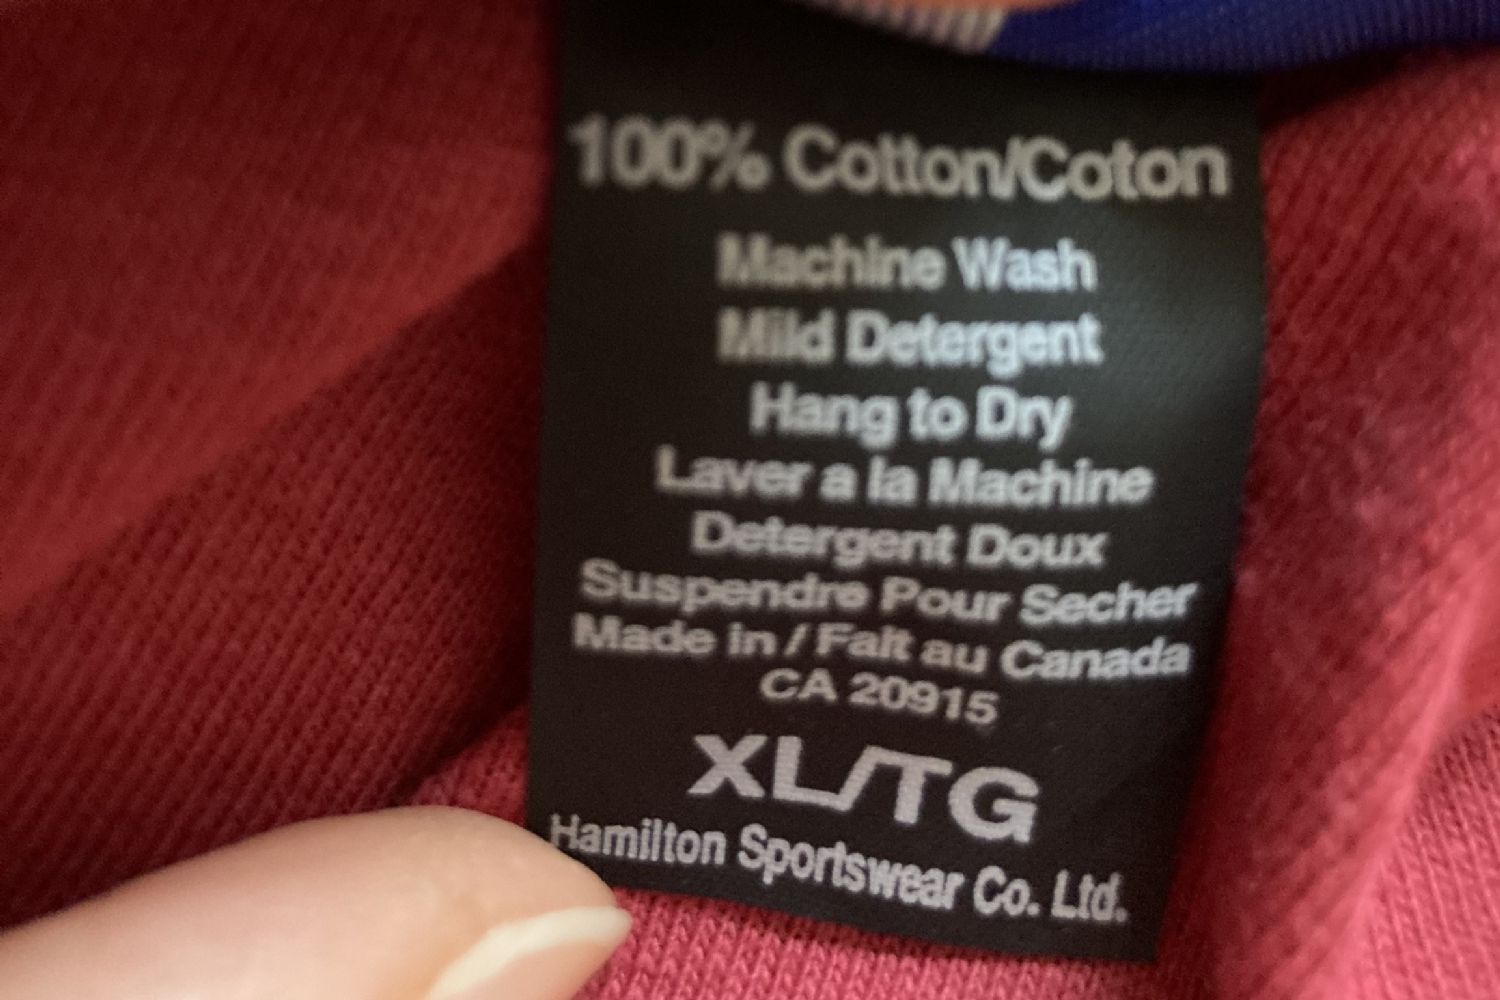 100% Cotton/Coton
Machine Wash
Mild Detergent
Hang to Dry
Laver a la Machine
Detergent Doux
Suspendre Pour Secher
Made in / Fait au Canada
CA 20915
XL/TG
Hamilton Sportswear Co. Ltd.